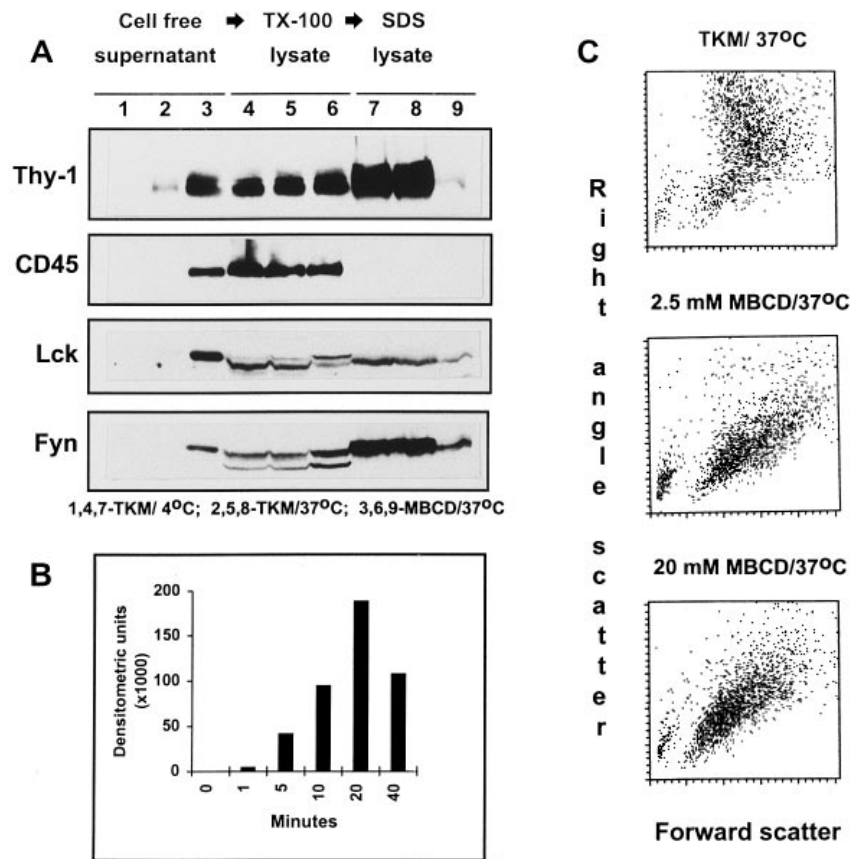 Cell free → TX-100 → SDS
A supernatant lysate lysate
1 2 3 4 5 6 7 8 9
Thy-1
CD45
Lck
Fyn
1,4,7-TKM/ 4ºC; 2,5,8-TKM/37ºC; 3,6,9-MBCD/37ºC
B
Densitometric units
(x1000)
200
150
100
50
0
0 1 5 10 20 40
Minutes
C
TKM/ 37ºC
2.5 mM MBCD/37ºC
20 mM MBCD/37ºC
Right angle scatter
Forward scatter